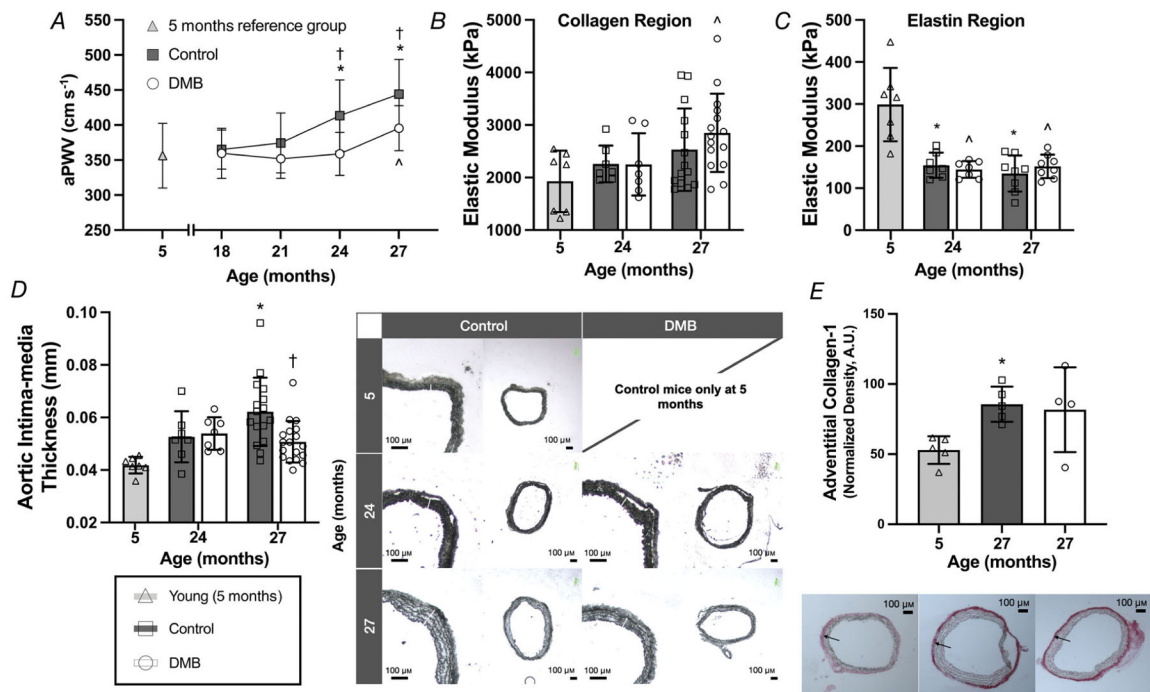 A
5 months reference group
Control
DMB
aPWV (cm s⁻¹)
450
400
350
300
250
†
*
†
*
^
5
18
21
24
27
Age (months)
B
Collagen Region
Elastic Modulus (kPa)
5000
4000
3000
2000
1000
^
5
24
27
Age (months)
C
Elastin Region
Elastic Modulus (kPa)
500
400
300
200
100
0
*
^
*
^
5
24
27
Age (months)
D
Aortic Intima-media
Thickness (mm)
0.10
0.08
0.06
0.04
0.02
*
†
5
24
27
Age (months)
Young (5 months)
Control
DMB
Control
DMB
Age (months)
5
100 µM
100 µM
Control mice only at 5
months
24
100 µM
100 µM
100 µM
100 µM
27
100 µM
100 µM
100 µM
100 µM
E
Adventitial Collagen-1
(Normalized Density, A.U.)
150
100
50
0
*
5
27
27
Age (months)
100 µM
100 µM
100 µM